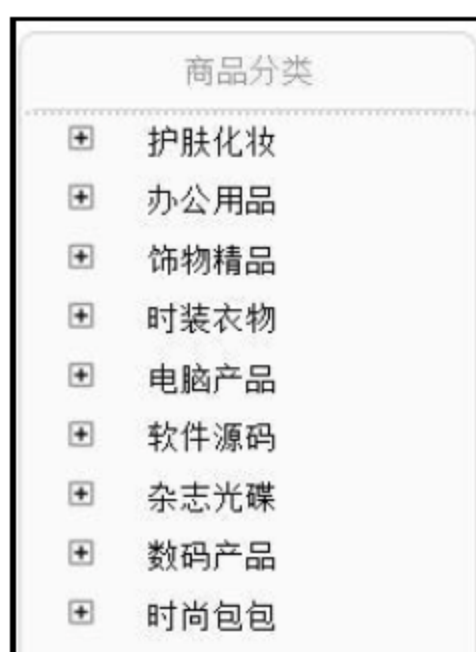 商品分类
护肤化妆
办公用品
饰物精品
时装衣物
电脑产品
软件源码
杂志光碟
数码产品
时尚包包